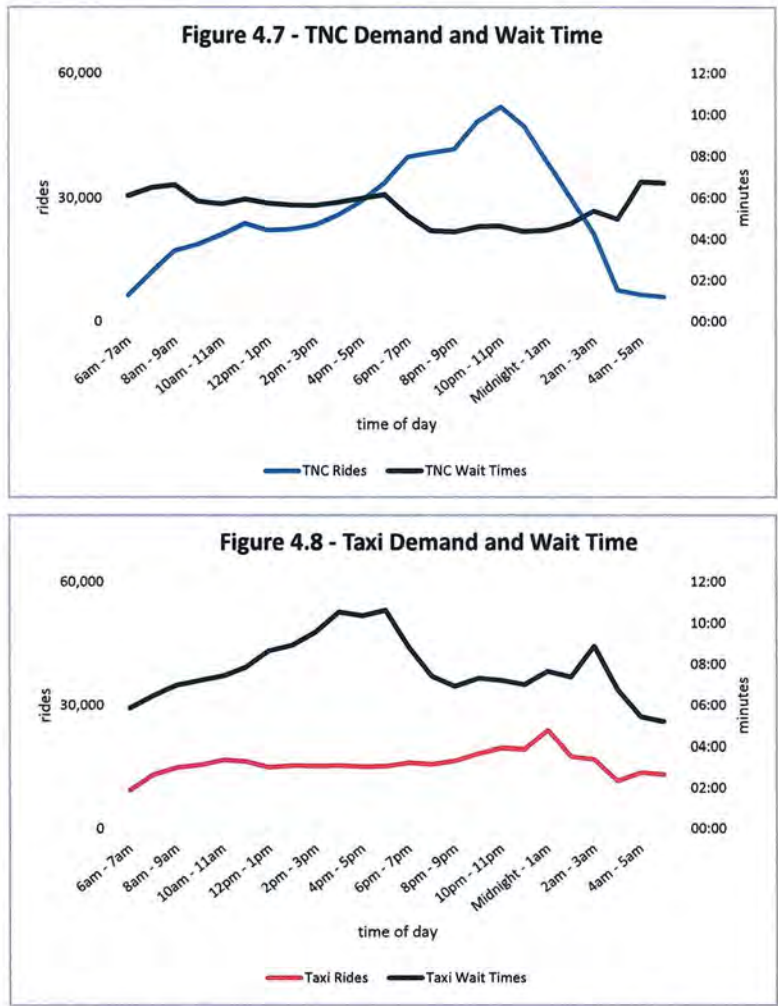 Figure 4.7 - TNC Demand and Wait Time
60,000
30,000
0
rides
12:00
10:00
08:00
06:00
04:00
02:00
00:00
minutes
6am - 7am
8am - 9am
10am - 11am
12pm - 1pm
2pm - 3pm
4pm - 5pm
6pm - 7pm
8pm - 9pm
10pm - 11pm
Midnight - 1am
2am - 3am
4am - 5am
time of day
TNC Rides TNC Wait Times
Figure 4.8 - Taxi Demand and Wait Time
60,000
30,000
0
rides
12:00
10:00
08:00
06:00
04:00
02:00
00:00
minutes
6am - 7am
8am - 9am
10am - 11am
12pm - 1pm
2pm - 3pm
4pm - 5pm
6pm - 7pm
8pm - 9pm
10pm - 11pm
Midnight - 1am
2am - 3am
4am - 5am
time of day
Taxi Rides Taxi Wait Times